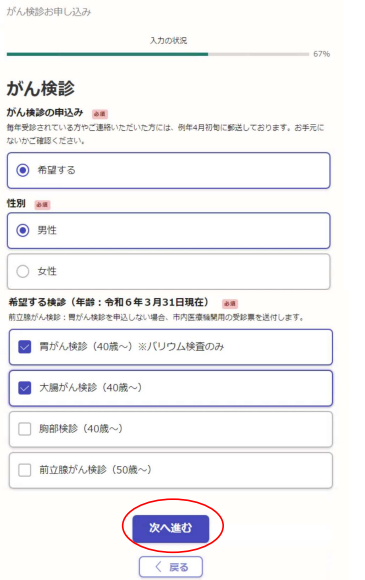 がん検診お申し込み
入力の状況
67%
がん検診
がん検診の申込み 必須
毎年受診されている方やご連絡いただいた方には、例年4月初旬に郵送しております。お手元に
ないかご確認ください。
希望する
性別 必須
男性
女性
希望する検診（年齢：令和６年３月31日現在） 必須
前立腺がん検診：胃がん検診を申込しない場合、市内医療機関用の受診票を送付します。
胃がん検診（40歳～）※バリウム検査のみ
大腸がん検診（40歳～）
胸部検診（40歳～）
前立腺がん検診（50歳～）
次へ進む
戻る